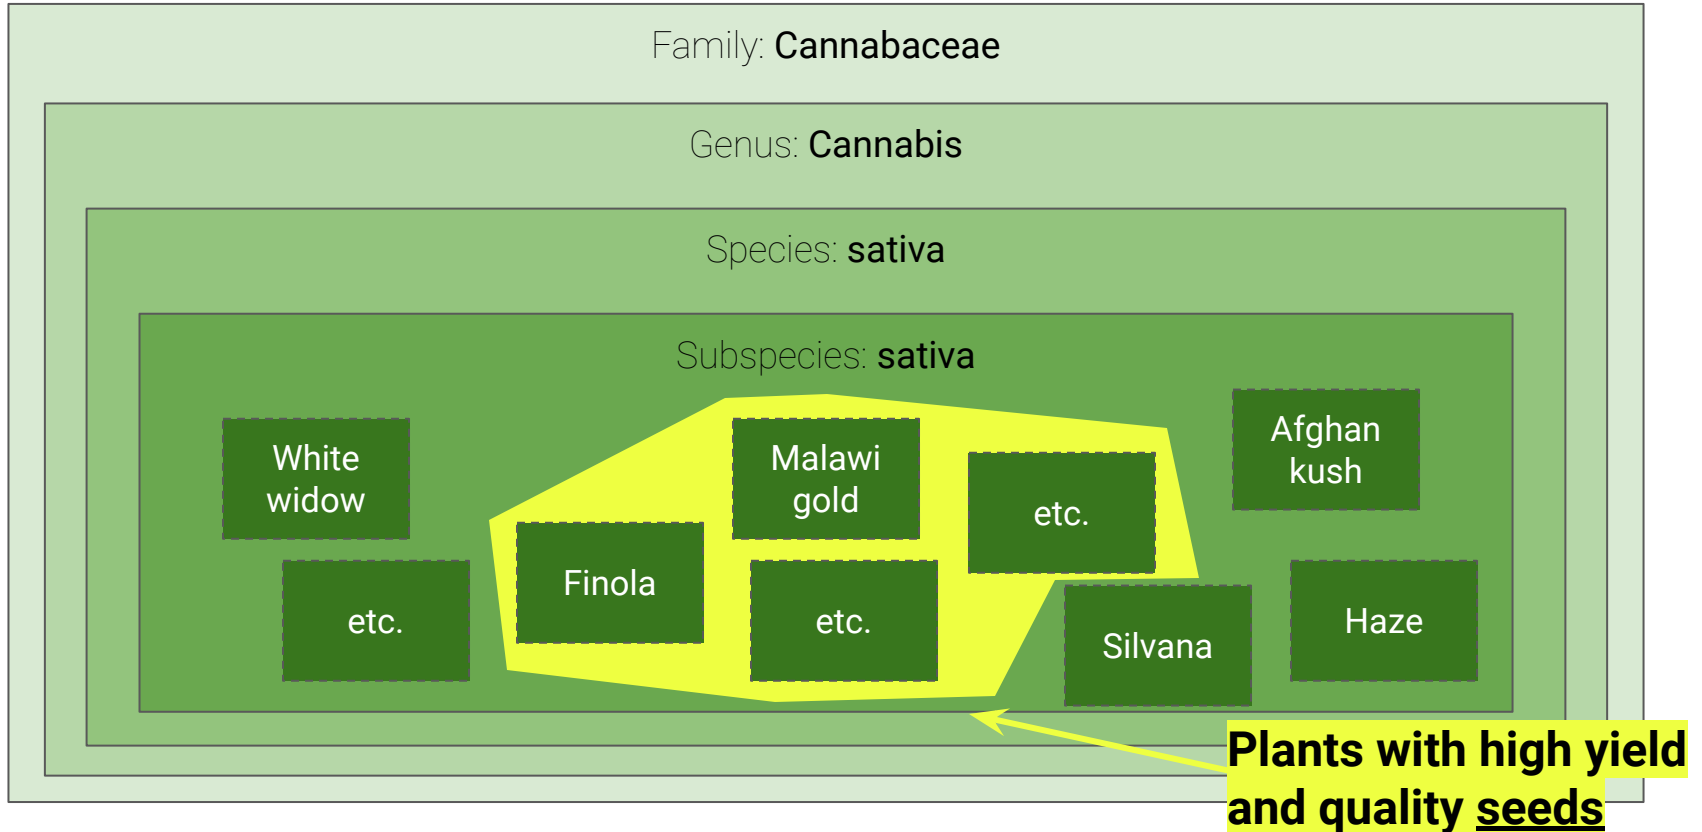 Family: Cannabaceae
Genus: Cannabis
Species: sativa
Subspecies: sativa
White
widow
etc.
Finola
Malawi
gold
etc.
etc.
Silvana
Afghan
kush
Haze
Plants with high yield
and quality seeds